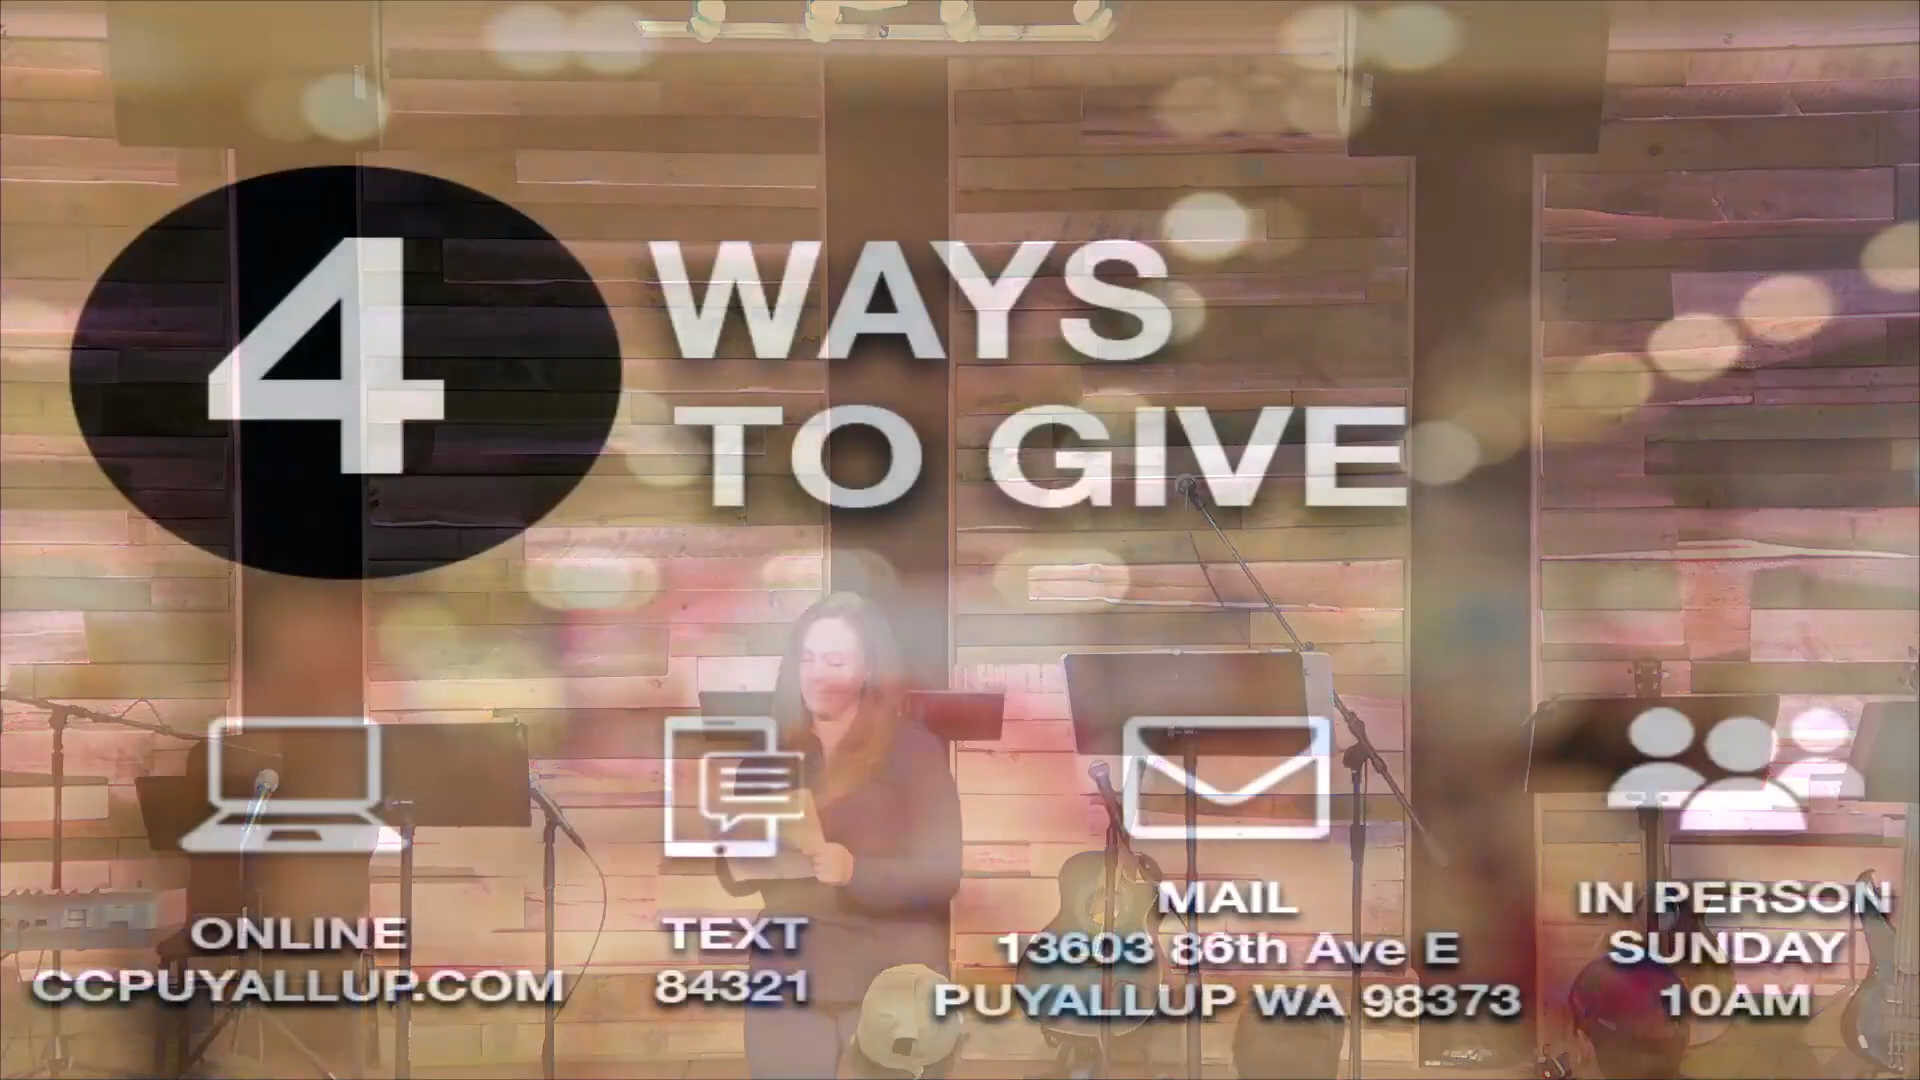 4
WAYS
TO GIVE
ONLINE
CCPUYALLUP.COM
TEXT
84321
MAIL
13603 86th Ave E
PUYALLUP WA 98373
IN PERSON
SUNDAY
10AM